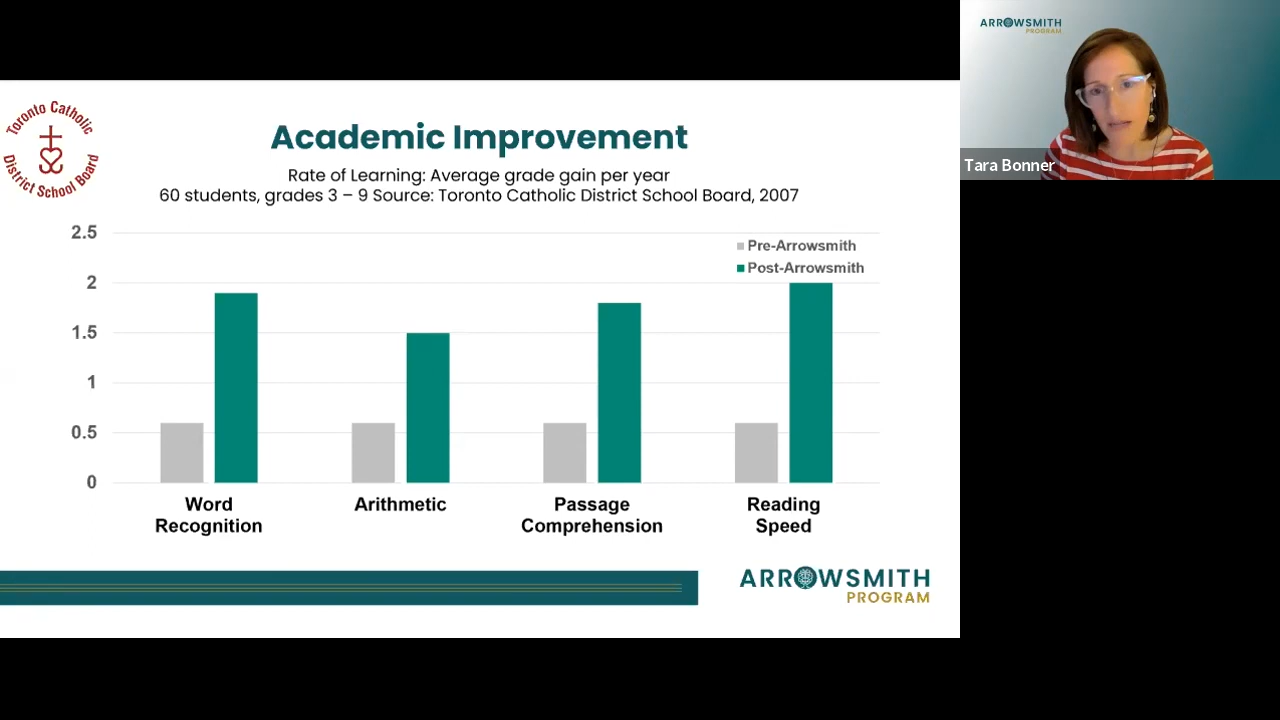 ARROWSMITH
PROGRAM
Tara Bonner
Toronto Catholic
District School Board
Academic Improvement
Rate of Learning: Average grade gain per year
60 students, grades 3 – 9 Source: Toronto Catholic District School Board, 2007
2.5
2
1.5
1
0.5
0
Pre-Arrowsmith
Post-Arrowsmith
Word
Recognition
Arithmetic
Passage
Comprehension
Reading
Speed
ARROWSMITH
PROGRAM